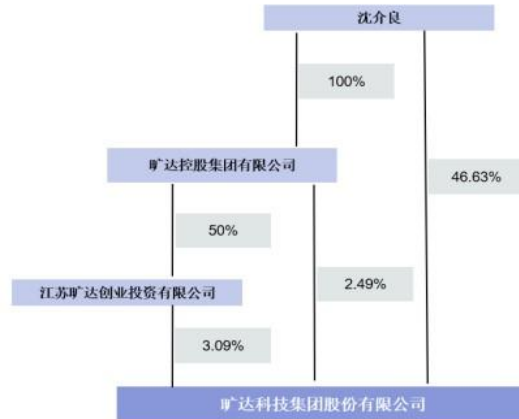 沈介良
100%
旷达控股集团有限公司
46.63%
50%
2.49%
江苏旷达创业投资有限公司
3.09%
旷达科技集团股份有限公司